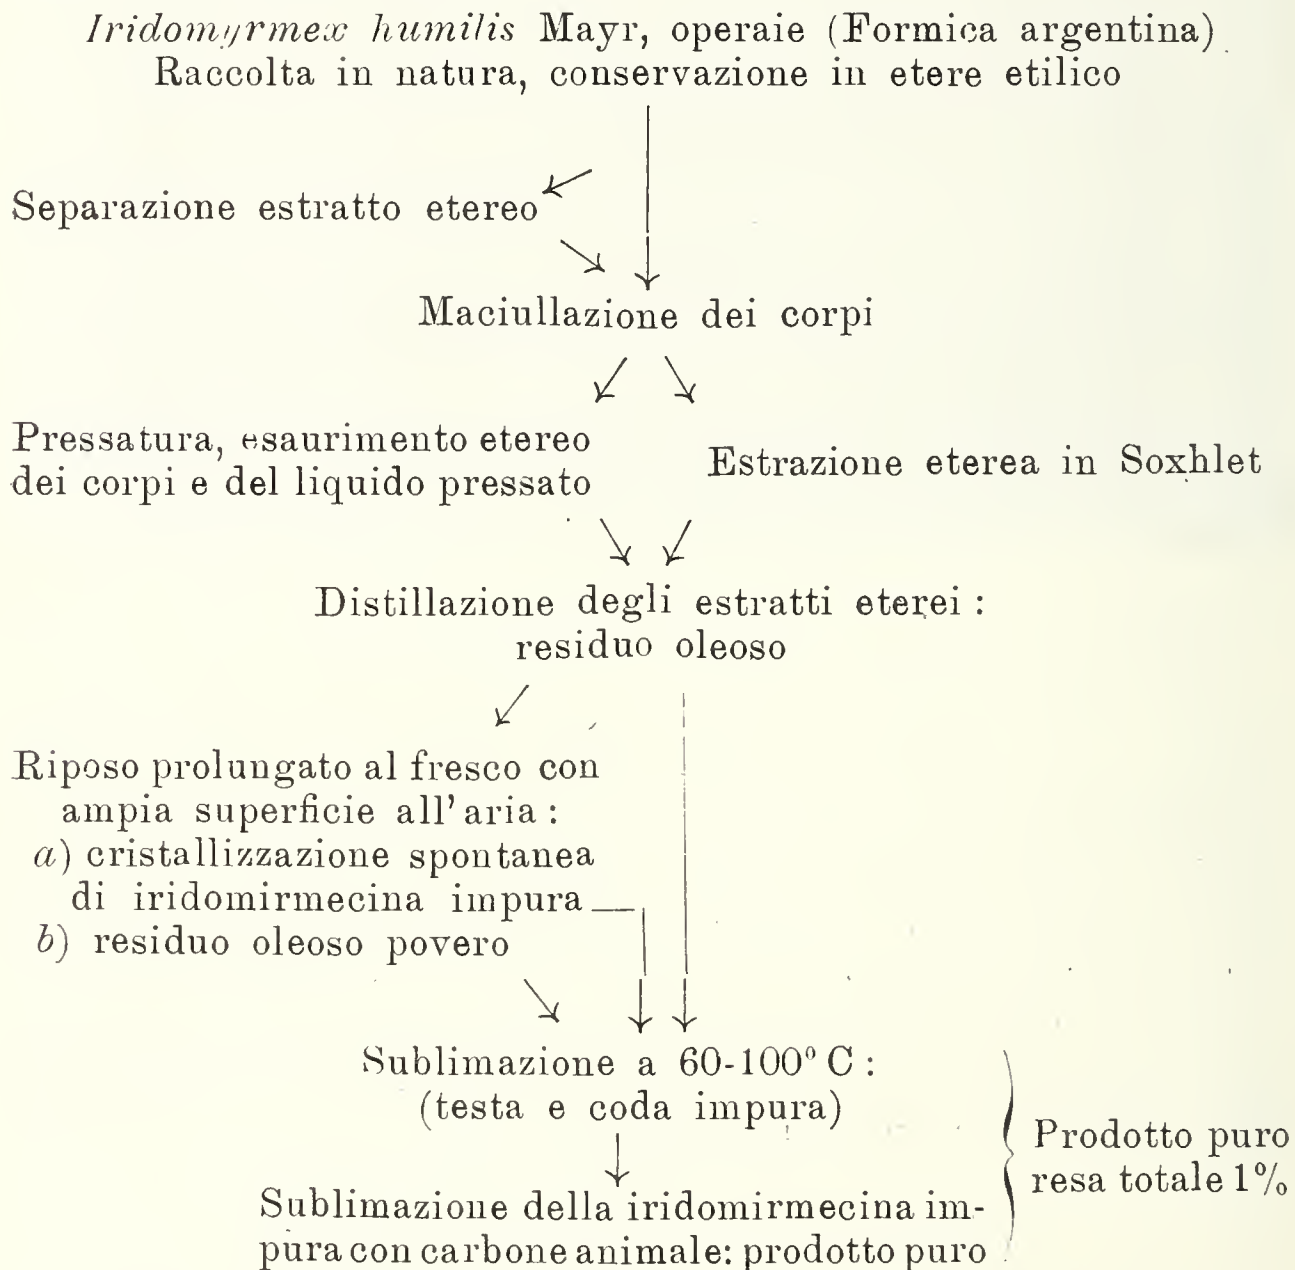 Iridomyrmex humilis Mayr, operaie (Formica argentina)
Raccolta in natura, conservazione in etere etilico
Separazione estratto etereo
Maciullazione dei corpi
Pressatura, esaurimento etereo
dei corpi e del liquido pressato
Estrazione eterea in Soxhlet
Distillazione degli estratti eterei :
residuo oleoso
Riposo prolungato al fresco con
ampia superficie all'aria :
a) cristallizzazione spontanea
di iridomirmecina impura
b) residuo oleoso povero
Sublimazione a 60-100° C :
(testa e coda impura)
Sublimazione della iridomirmecina im-
pura con carbone animale: prodotto puro
Prodotto puro
resa totale 1%